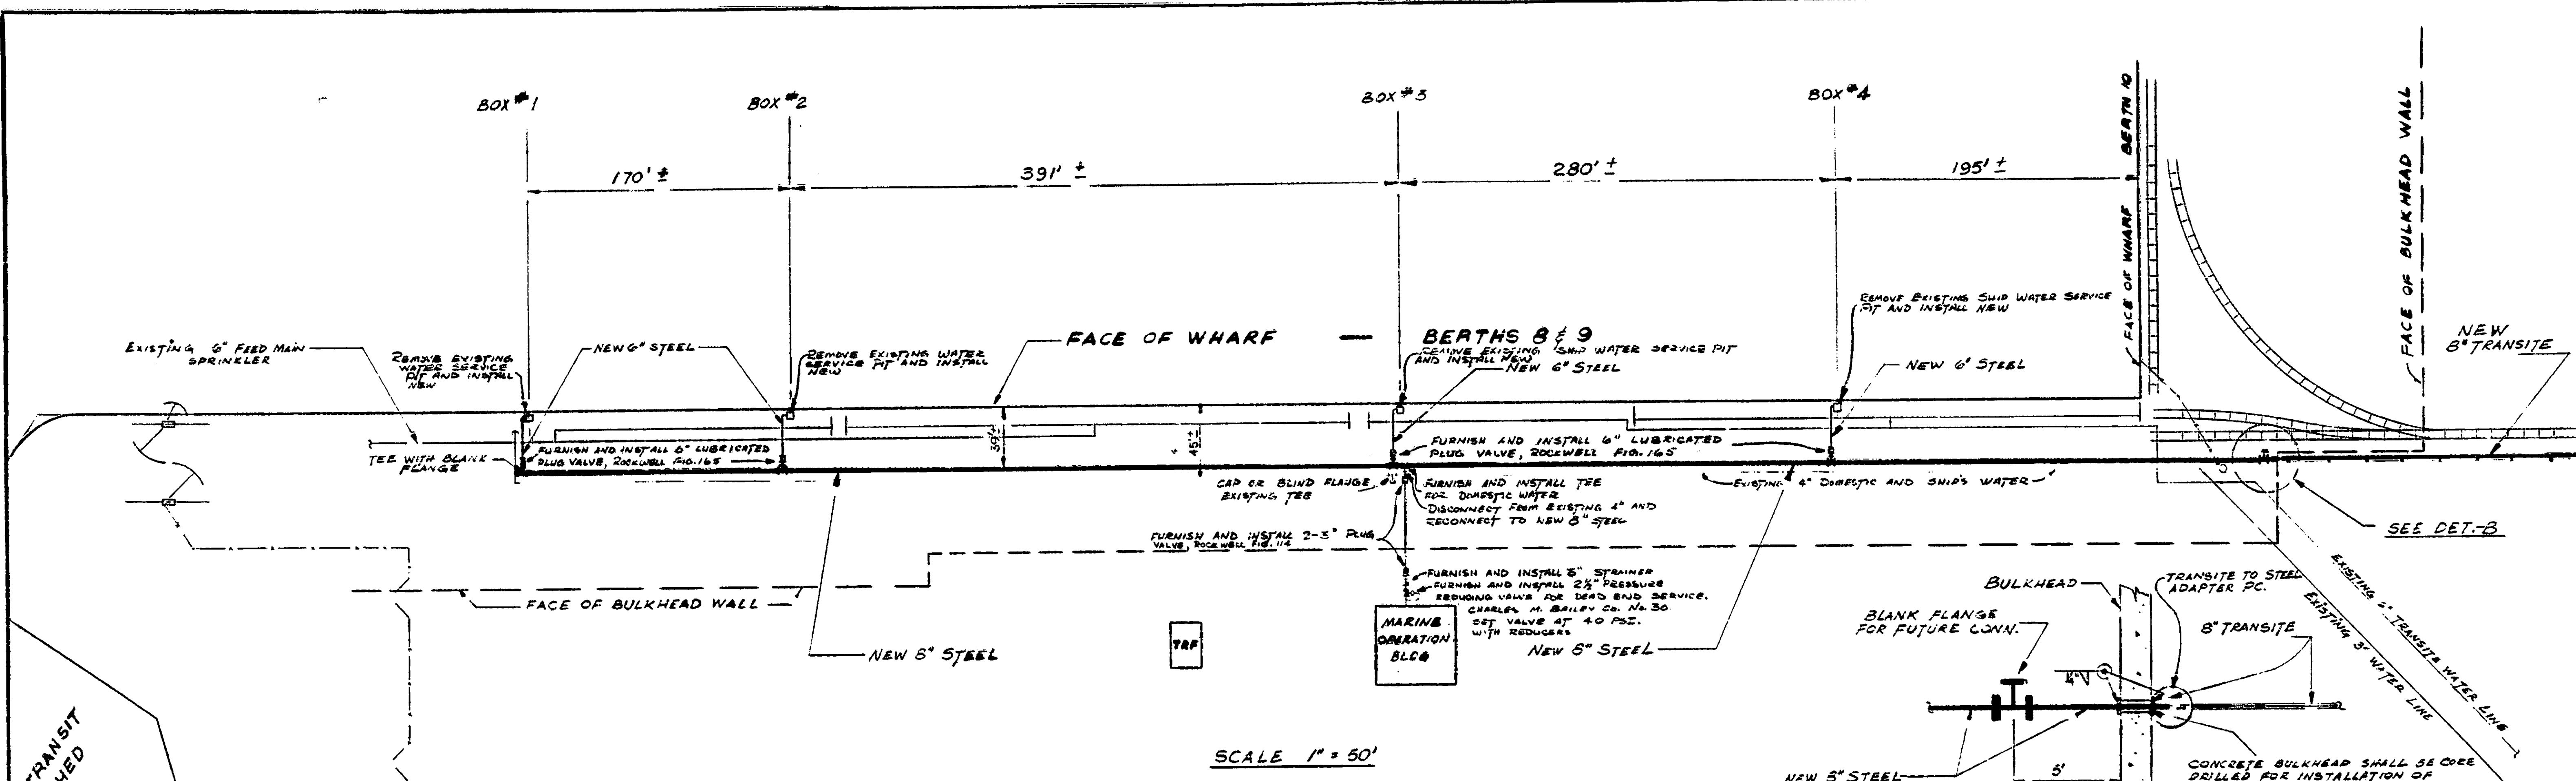 BOX #1
BOX #2
BOX #3
BOX #4
170' ±
391' ±
280' ±
195' ±
FACE OF WHARF BERTH 10
FACE OF BULKHEAD WALL
EXISTING 6" FEED MAIN
SPRINKLER
REMOVE EXISTING
WATER SERVICE
PIT AND INSTALL
NEW
NEW 6" STEEL
REMOVE EXISTING WATER
SERVICE PIT AND INSTALL
NEW
FACE OF WHARF — BERTHS 8 & 9
REMOVE EXISTING SHIP WATER SERVICE PIT
AND INSTALL NEW
NEW 6" STEEL
REMOVE EXISTING SHIP WATER SERVICE
PIT AND INSTALL NEW
NEW 6" STEEL
NEW
8" TRANSITE
TEE WITH BLANK
FLANGE
FURNISH AND INSTALL 6" LUBRICATED
PLUG VALVE, ROCKWELL FIG. 165
39'±
45'±
FURNISH AND INSTALL 6" LUBRICATED
PLUG VALVE, ROCKWELL FIG. 165
CAP OR BLIND FLANGE
EXISTING TEE
FURNISH AND INSTALL TEE
FOR DOMESTIC WATER
DISCONNECT FROM EXISTING 4" AND
RECONNECT TO NEW 8" STEEL
EXISTING 4" DOMESTIC AND SHIP'S WATER
SEE DET.-B
FURNISH AND INSTALL 2-3" PLUG
VALVE, ROCKWELL FIG. 114
FURNISH AND INSTALL 3" STRAINER
FURNISH AND INSTALL 2½" PRESSURE
REDUCING VALVE FOR DEAD END SERVICE.
CHARLES M. BAILEY CO. No. 30
SET VALVE AT 40 PSI.
WITH REDUCERS
FACE OF BULKHEAD WALL
NEW 8" STEEL
TRF
MARINE
OPERATION
BLDG
NEW 8" STEEL
BULKHEAD
TRANSITE TO STEEL
ADAPTER PC.
BLANK FLANGE
FOR FUTURE CONN.
8" TRANSITE
EXISTING TRANSITE WATER LINE
EXISTING 3" WATER LINE
TRANSIT
SCALE 1" = 50'
NEW 8" STEEL
5'
CONCRETE BULKHEAD SHALL BE CORE
DRILLED FOR INSTALLATION OF